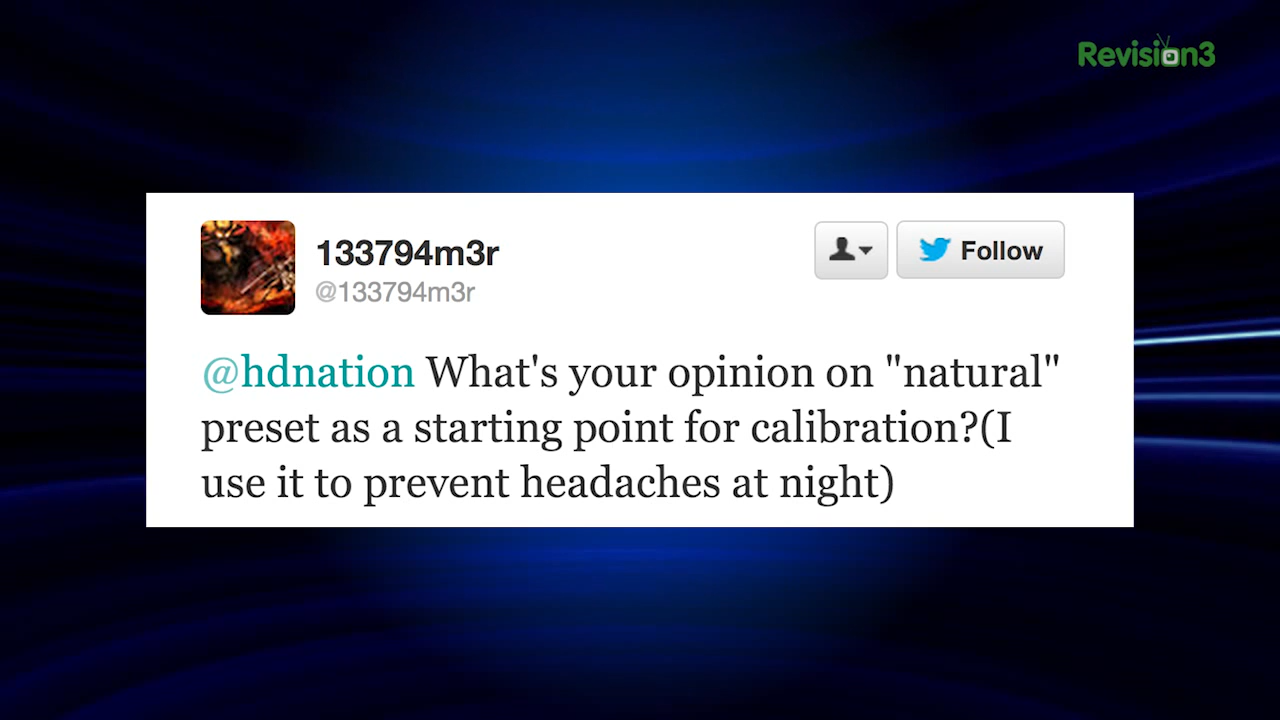 Revision3
133794m3r
@133794m3r
Follow
@hdnation What's your opinion on "natural"
preset as a starting point for calibration?(I
use it to prevent headaches at night)